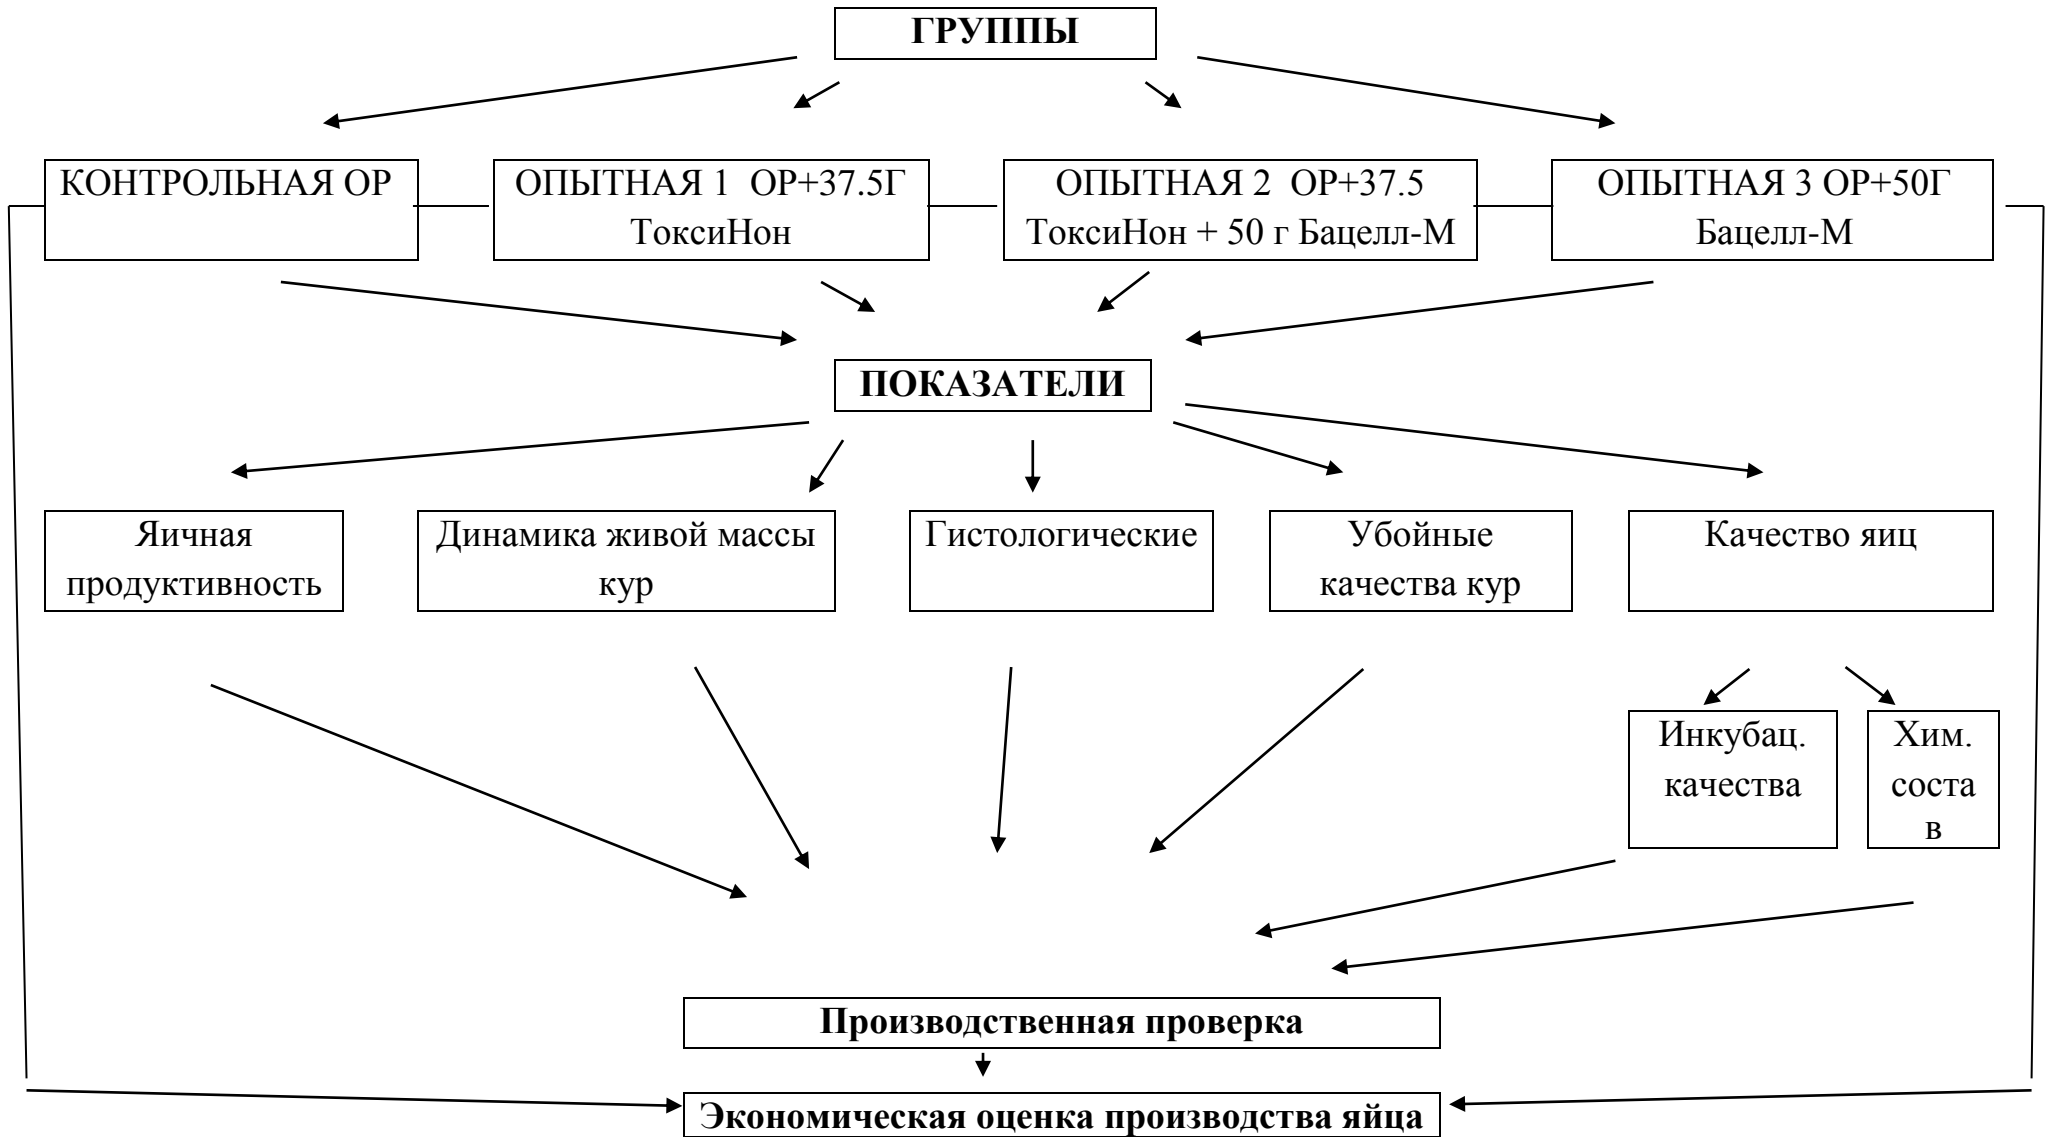 ГРУППЫ
КОНТРОЛЬНАЯ ОР
ОПЫТНАЯ 1 ОР+37.5Г
ТоксиНон
ОПЫТНАЯ 2 ОР+37.5
ТоксиНон + 50 г Бацелл-М
ОПЫТНАЯ 3 ОР+50Г
Бацелл-М
ПОКАЗАТЕЛИ
Яичная
продуктивность
Динамика живой массы
кур
Гистологические
Убойные
качества кур
Качество яиц
Инкубац.
качества
Хим.
соста
в
Производственная проверка
Экономическая оценка производства яйца